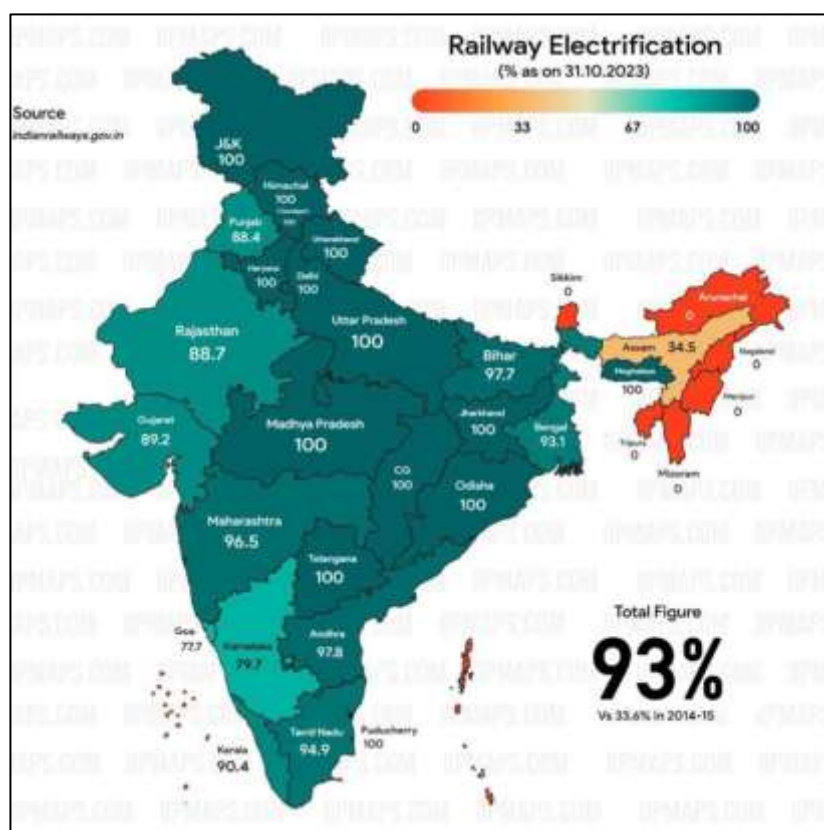 Railway Electrification
(% as on 31.10.2023)
0 33 67 100
Source
indianrailways.gov.in
J&K
100
Himachal
100
Punjab
88.4
Uttarakhand
100
Haryana
100
Delhi
100
Rajasthan
88.7
Uttar Pradesh
100
Bihar
97.7
Sikkim
0
Arunachal
0
Assam 34.5
Nagaland
0
Meghalaya
100
Manipur
0
Tripura
0
Mizoram
0
Gujarat
89.2
Madhya Pradesh
100
Jharkhand
100
Bengal
93.1
CG
100
Odisha
100
Maharashtra
96.5
Telangana
100
Goa
77.7
Karnataka
79.7
Andhra
97.8
Kerala
90.4
Tamil Nadu
94.9
Puducherry
100
Total Figure
93%
Vs 33.6% in 2014-15